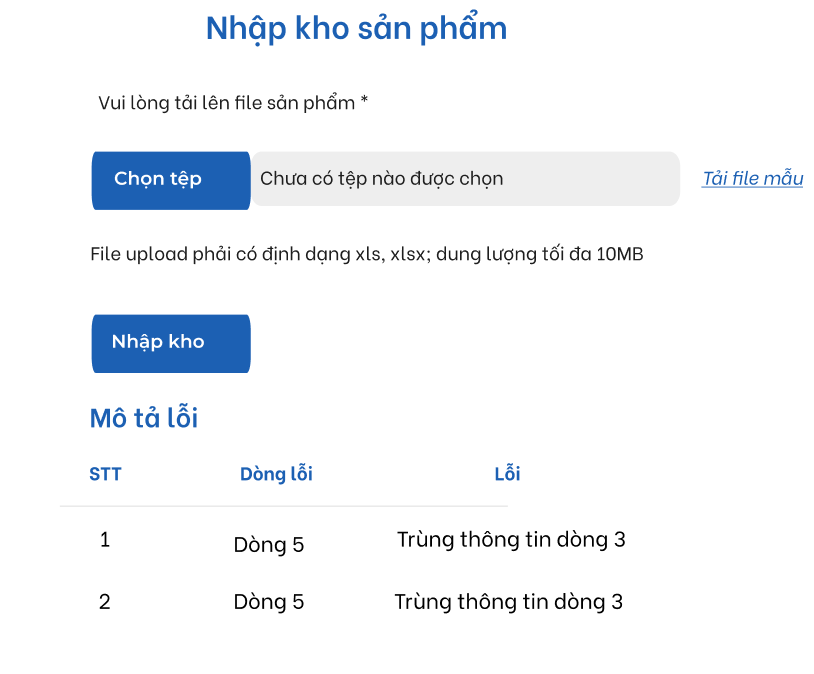 Nhập kho sản phẩm
Vui lòng tải lên file sản phẩm *
Chọn tệp Chưa có tệp nào được chọn Tải file mẫu
File upload phải có định dạng xls, xlsx; dung lượng tối đa 10MB
Nhập kho
Mô tả lỗi
STT Dòng lỗi Lỗi
1 Dòng 5 Trùng thông tin dòng 3
2 Dòng 5 Trùng thông tin dòng 3